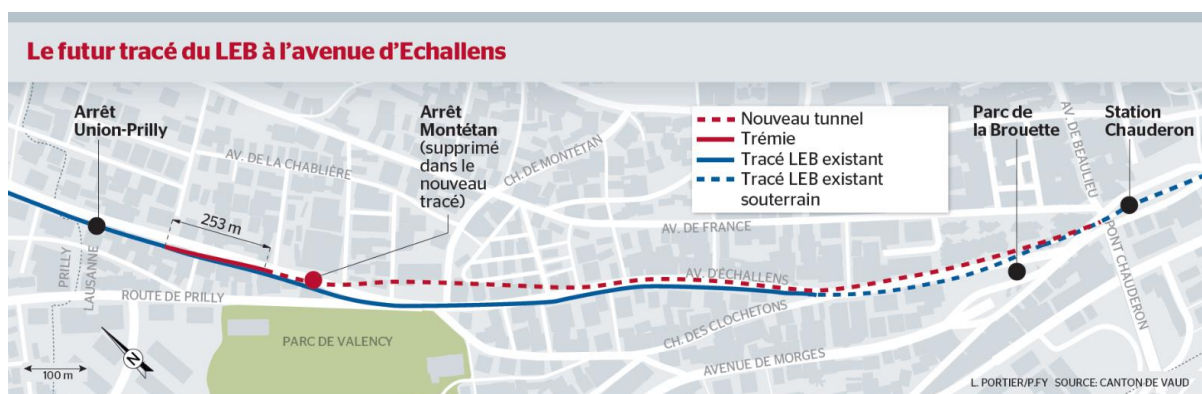 Le futur tracé du LEB à l'avenue d'Echallens
Arrêt
Union-Prilly
Arrêt
Montétan
(supprimé
dans le
nouveau
tracé)
Nouveau tunnel
Trémie
Tracé LEB existant
Tracé LEB existant
souterrain
Parc de
la Brouette
Station
Chauderon
AV. DE BEAULIEU
AV. DE LA CHABLIÈRE
CH. DE MONTÉTAN
253 m
AV. DE FRANCE
PRILLY
LAUSANNE
AV. D'ÉCHALLENS
PONT CHAUDERON
ROUTE DE PRILLY
CH. DES CLOCHETONS
PARC DE VALENCY
AVENUE DE MORGES
N
100 m
L. PORTIER/P.FY SOURCE: CANTON DE VAUD